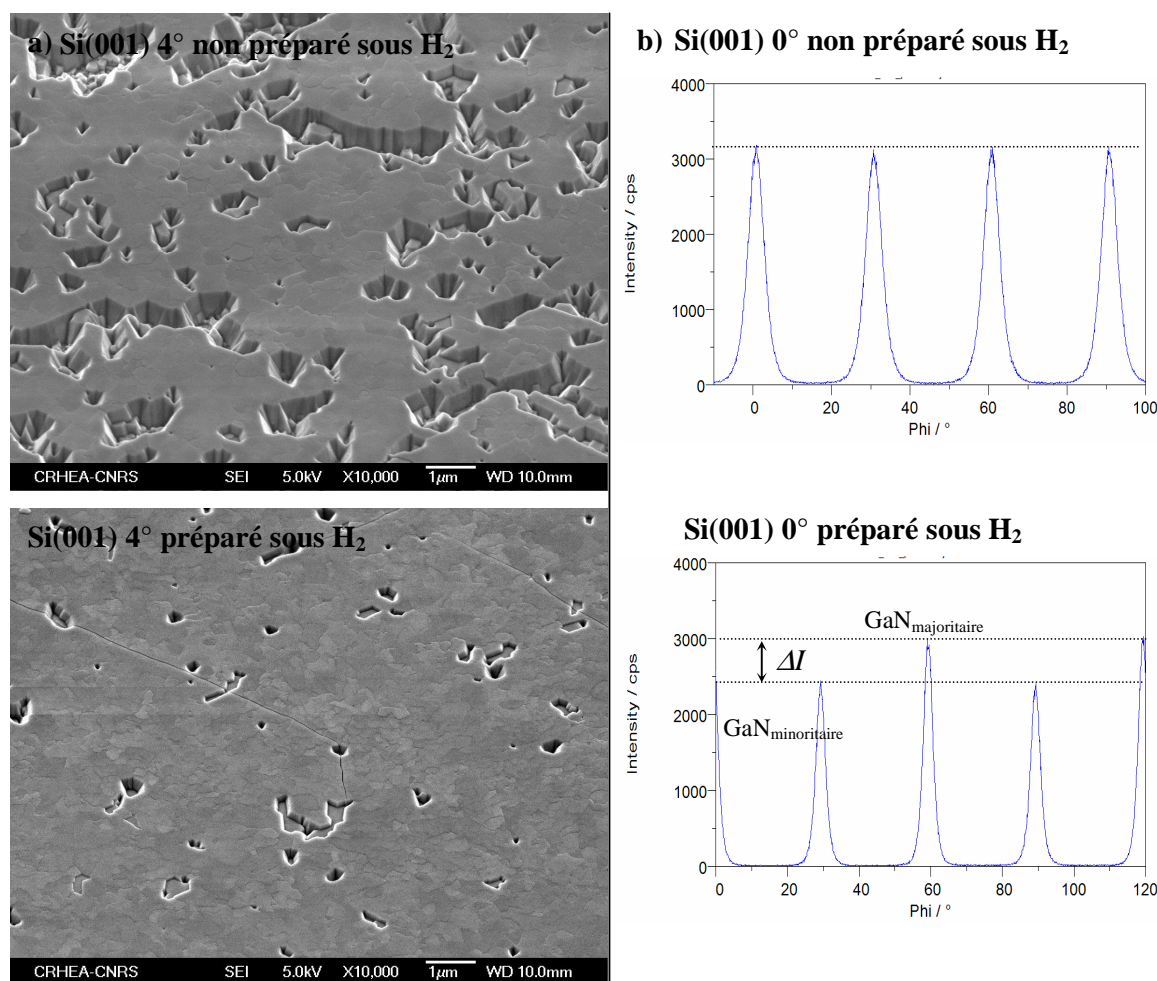 a) Si(001) 4° non préparé sous H2
CRHEA-CNRS SEI 5.0kV X10,000 1µm WD 10.0mm
Si(001) 4° préparé sous H2
CRHEA-CNRS SEI 5.0kV X10,000 1µm WD 10.0mm
b) Si(001) 0° non préparé sous H2
4000
3000
2000
1000
0
Intensity / cps
0 20 40 60 80 100
Phi / °
Si(001) 0° préparé sous H2
4000
3000
2000
1000
0
Intensity / cps
GaNmajoritaire
ΔI
GaNminoritaire
0 20 40 60 80 100 120
Phi / °